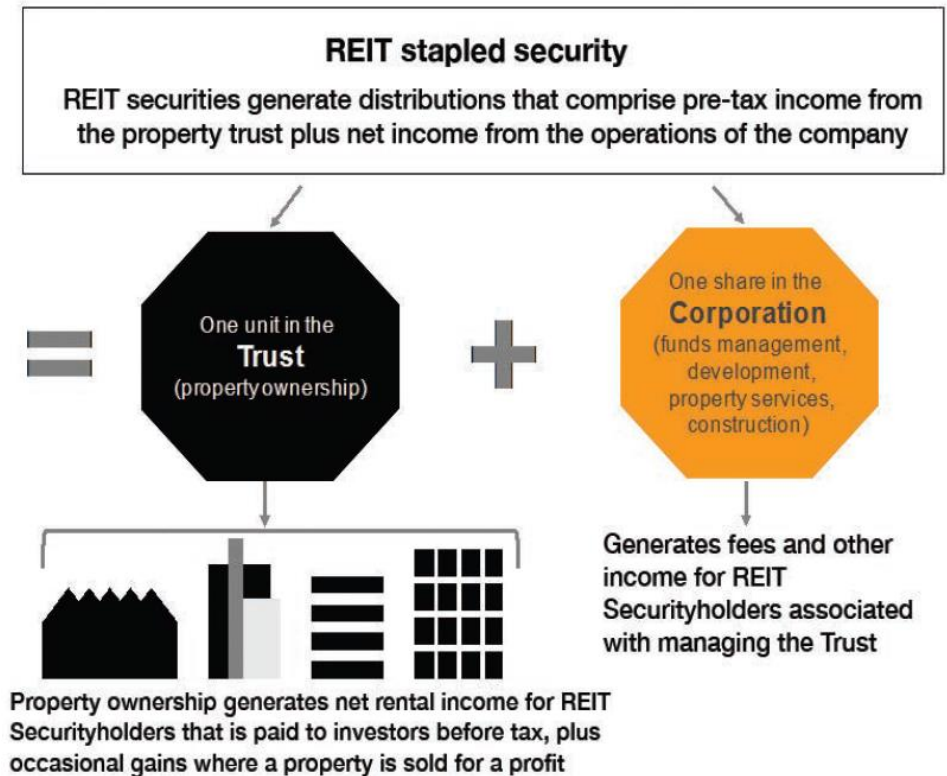 REIT stapled security
REIT securities generate distributions that comprise pre-tax income from
the property trust plus net income from the operations of the company
One unit in the
Trust
(property ownership)
One share in the
Corporation
(funds management,
development,
property services,
construction)
Generates fees and other
income for REIT
Securityholders associated
with managing the Trust
Property ownership generates net rental income for REIT
Securityholders that is paid to investors before tax, plus
occasional gains where a property is sold for a profit